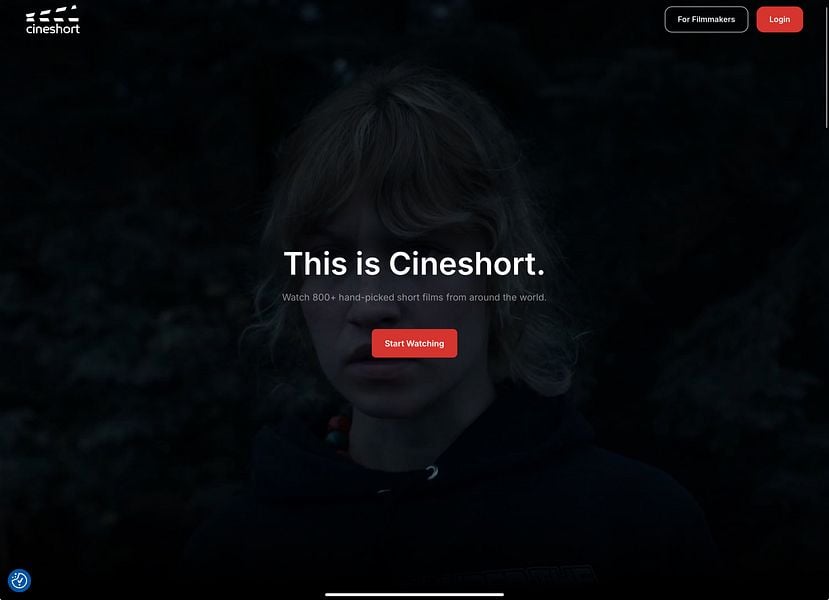 cineshort
For Filmmakers
Login
This is Cineshort.
Watch 800+ hand-picked short films from around the world.
Start Watching